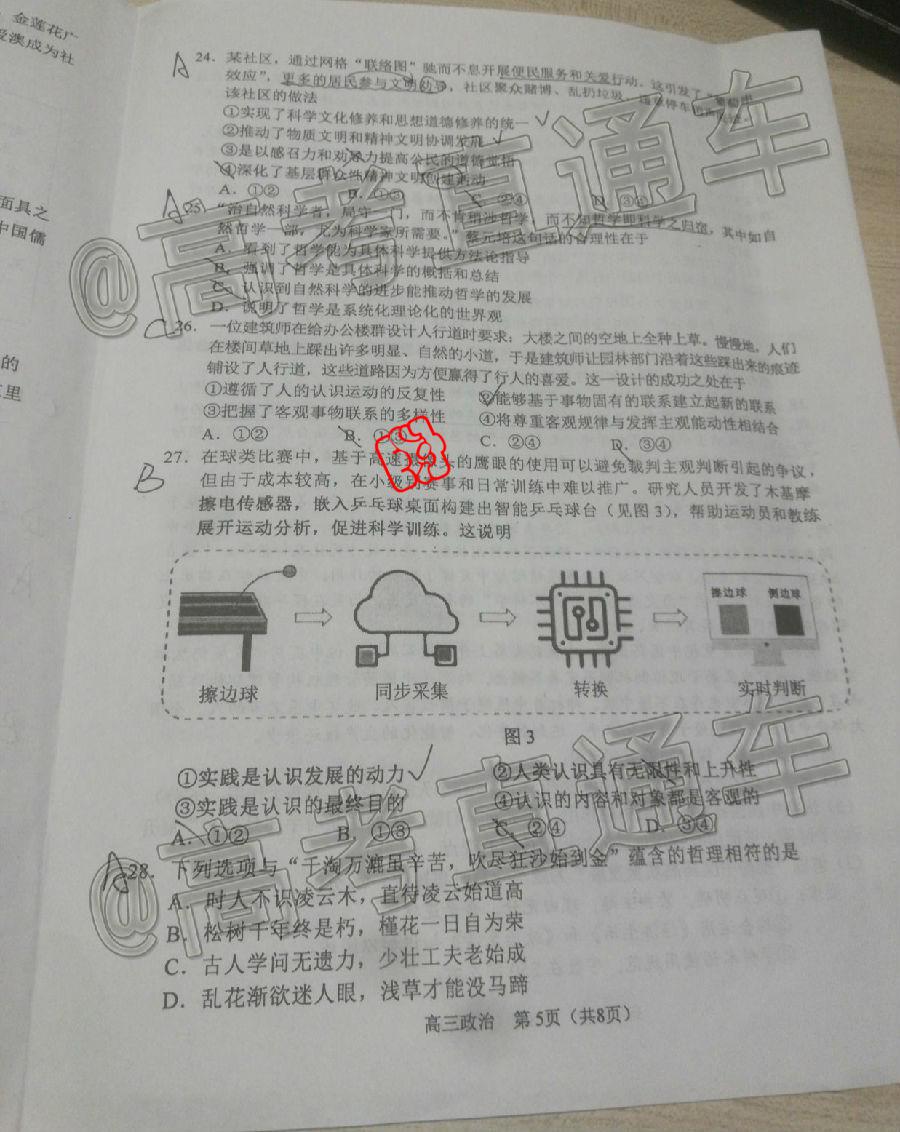 金莲花广
爱澳成为社
面具之
中国儒
的
A
24. 某社区，通过网格“联络图”驰而不息开展便民服务和关爱行动。这引发了“葡萄串
效应”，更多的居民参与文明劝导，社区聚众赌博、乱扔垃圾、
该社区的做法
①实现了科学文化修养和思想道德修养的统一
②推动了物质文明和精神文明协调发展
③是以感召力和劝导力提高公民的道德觉悟
④深化了基层群众性精神文明创建活动
A. ①② B. ①③ C. ②④ D. ③④
A
25. “治自然科学者，局守一门，而不肯稍涉哲学，而不知哲学即科学之归宿，其中如自
然哲学一部，尤为科学家所需要。”蔡元培这句话的合理性在于
A. 看到了哲学能为具体科学提供方法论指导
B. 强调了哲学是具体科学的概括和总结
C. 认识到自然科学的进步能推动哲学的发展
D. 说明了哲学是系统化理论化的世界观
C
26. 一位建筑师在给办公楼群设计人行道时要求：大楼之间的空地上全种上草。慢慢地，人们
在楼间草地上踩出许多明显、自然的小道，于是建筑师让园林部门沿着这些踩出来的痕迹
铺设了人行道，这些道路因为方便赢得了行人的喜爱。这一设计的成功之处在于
①遵循了人的认识运动的反复性 ②能够基于事物固有的联系建立起新的联系
③把握了客观事物联系的多样性 ④将尊重客观规律与发挥主观能动性相结合
A. ①② B. ①③ C. ②④ D. ③④
B
27. 在球类比赛中，基于高速摄像头的鹰眼的使用可以避免裁判主观判断引起的争议，
但由于成本较高，在小级别赛事和日常训练中难以推广。研究人员开发了木基摩
擦电传感器，嵌入乒乓球桌面构建出智能乒乓球台（见图3），帮助运动员和教练
展开运动分析，促进科学训练。这说明
擦边球 侧边球
擦边球 同步采集 转换 实时判断
图3
①实践是认识发展的动力 ②人类认识具有无限性和上升性
③实践是认识的最终目的 ④认识的内容和对象都是客观的
A. ①② B. ①③ C. ②④ D. ③④
A
28. 下列选项与“千淘万漉虽辛苦，吹尽狂沙始到金”蕴含的哲理相符的是
A. 时人不识凌云木，直待凌云始道高
B. 松树千年终是朽，槿花一日自为荣
C. 古人学问无遗力，少壮工夫老始成
D. 乱花渐欲迷人眼，浅草才能没马蹄
高三政治 第5页（共8页）
@高考直通车
@高考直通车